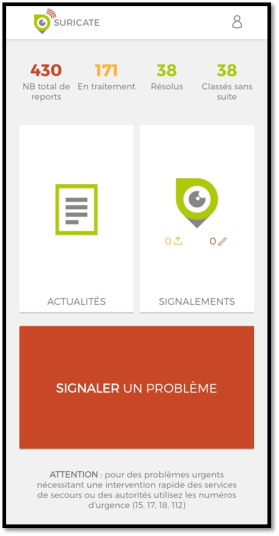 SURICATE
430 171 38 38
NB total de En traitement Résolus Classés sans
reports suite
0 0
ACTUALITÉS SIGNALEMENTS
SIGNALER UN PROBLÈME
ATTENTION : pour des problèmes urgents
nécessitant une intervention rapide des services
de secours ou des autorités utilisez les numéros
d'urgence (15, 17, 18, 112)